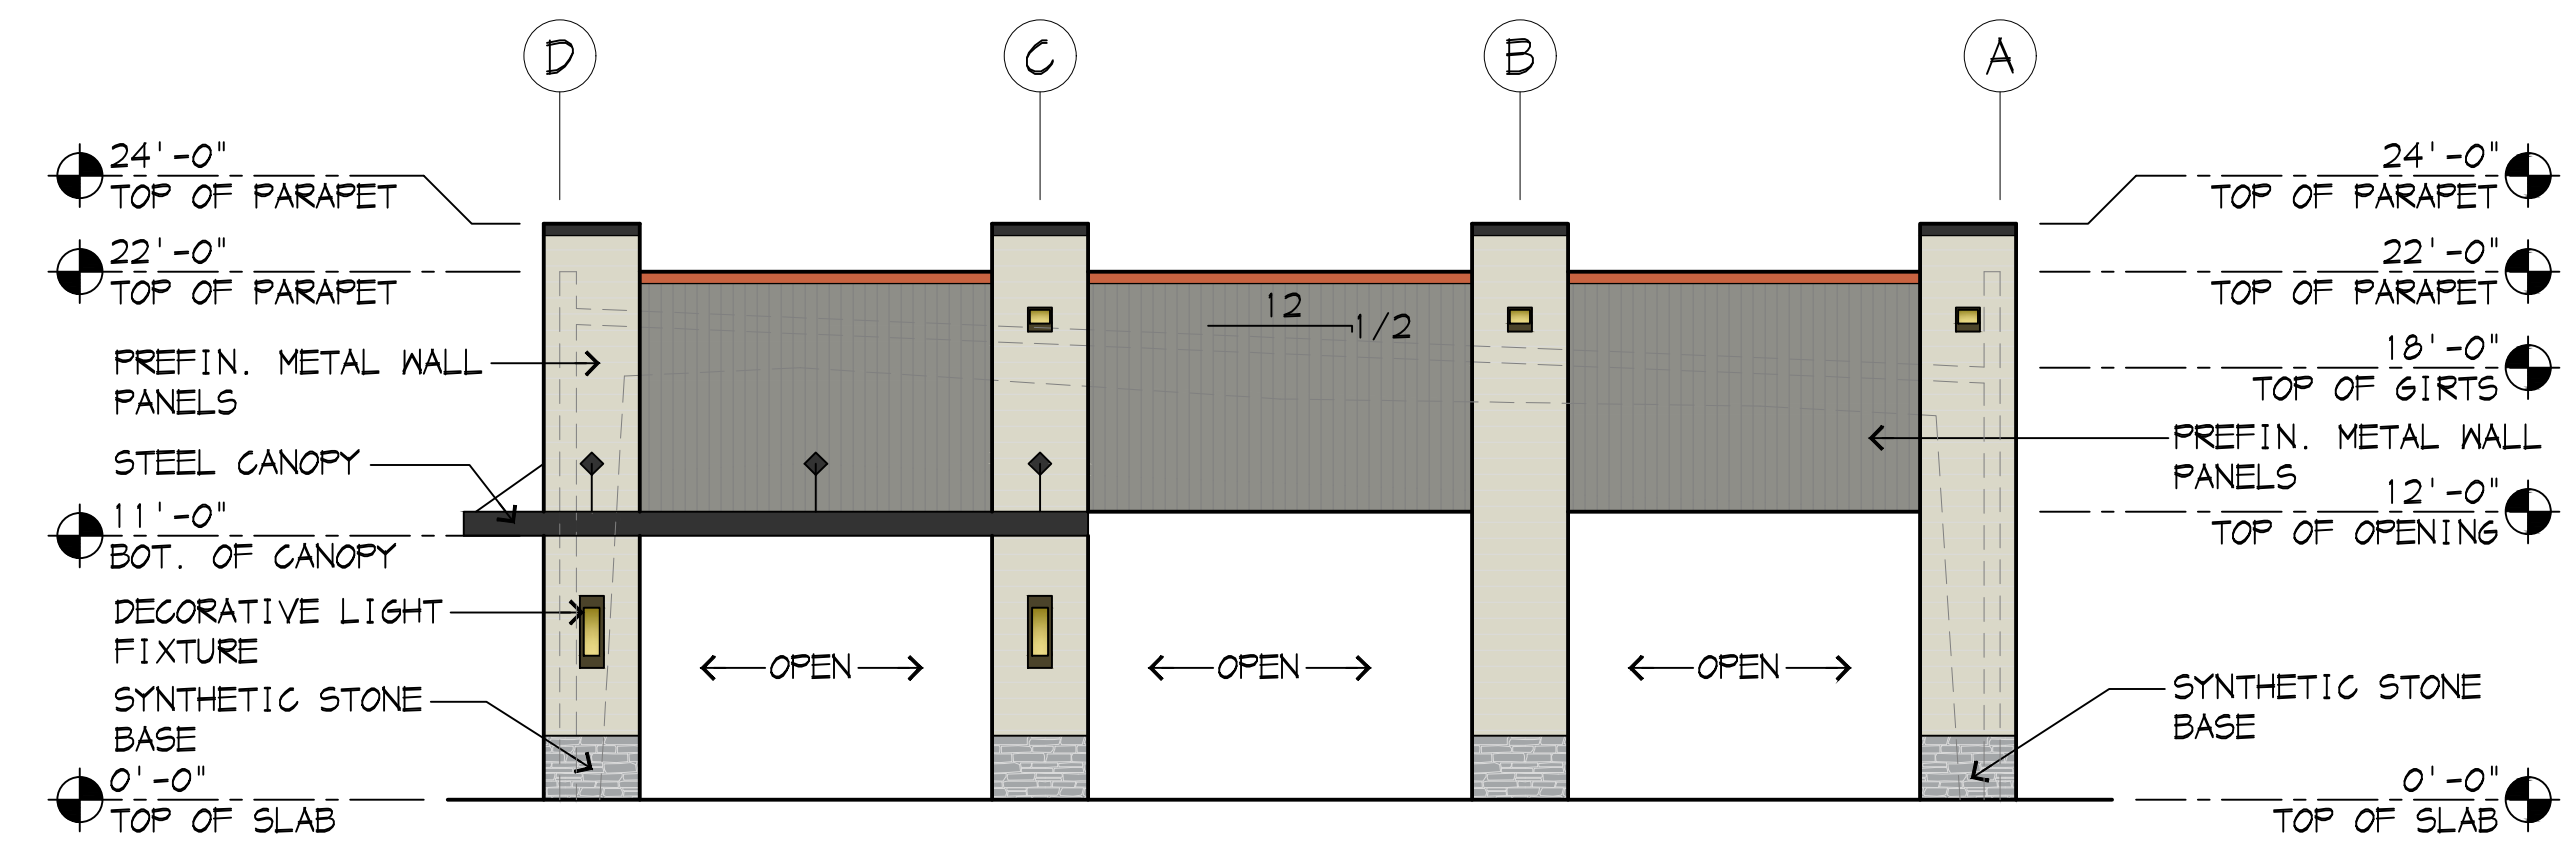 D
C
B
A
24'-0"
TOP OF PARAPET
22'-0"
TOP OF PARAPET
PREFIN. METAL WALL
PANELS
STEEL CANOPY
11'-0"
BOT. OF CANOPY
DECORATIVE LIGHT
FIXTURE
SYNTHETIC STONE
BASE
0'-0"
TOP OF SLAB
12
1/2
OPEN
OPEN
OPEN
24'-0"
TOP OF PARAPET
22'-0"
TOP OF PARAPET
18'-0"
TOP OF GIRTS
PREFIN. METAL WALL
PANELS
12'-0"
TOP OF OPENING
SYNTHETIC STONE
BASE
0'-0"
TOP OF SLAB